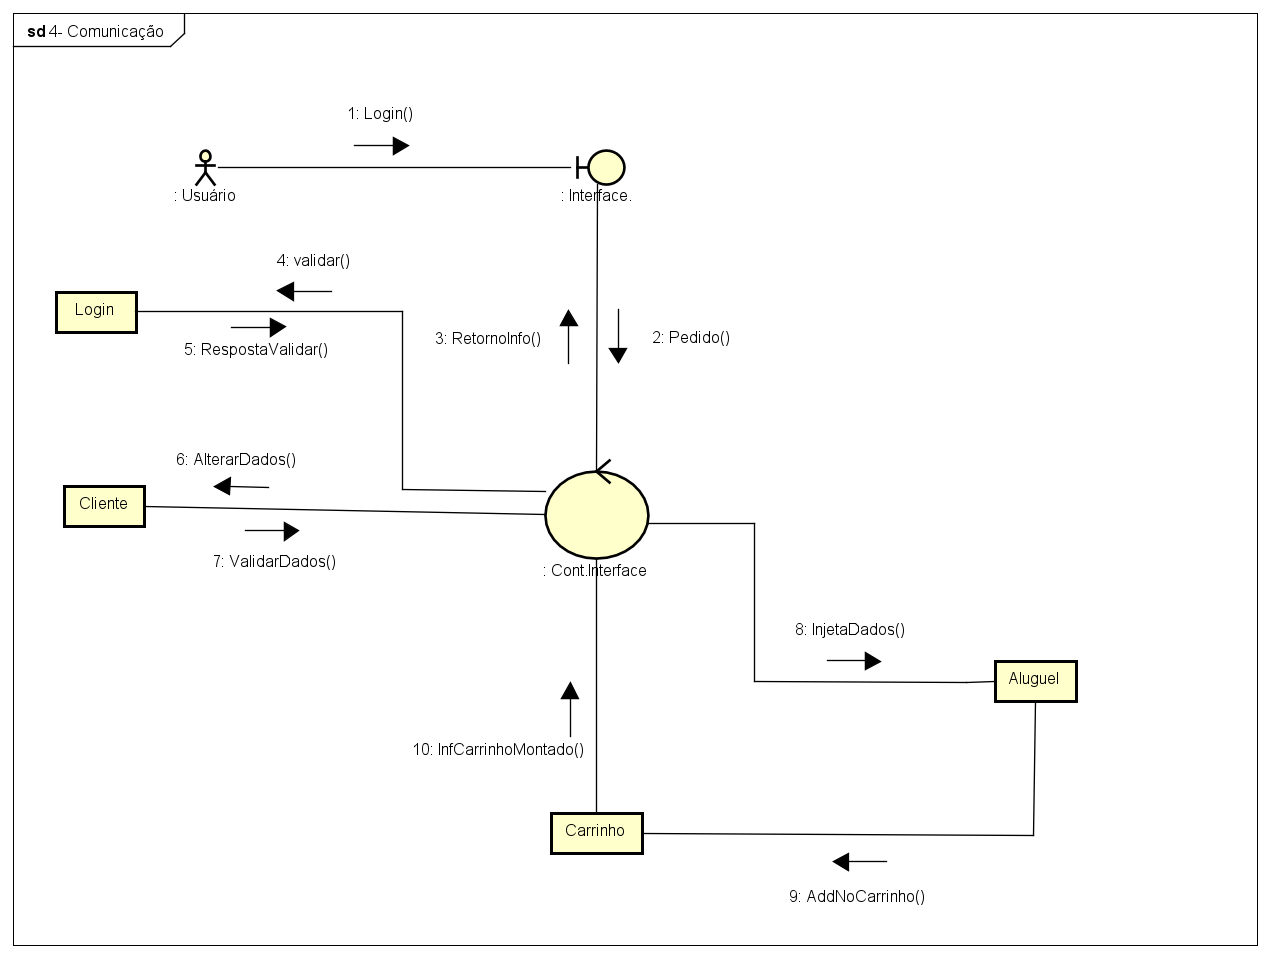 sd 4- Comunicação
1: Login()
: Usuário
: Interface.
4: validar()
Login
5: RespostaValidar()
3: RetornoInfo()
2: Pedido()
6: AlterarDados()
Cliente
7: ValidarDados()
: Cont.Interface
8: InjetaDados()
Aluguel
10: InfCarrinhoMontado()
Carrinho
9: AddNoCarrinho()